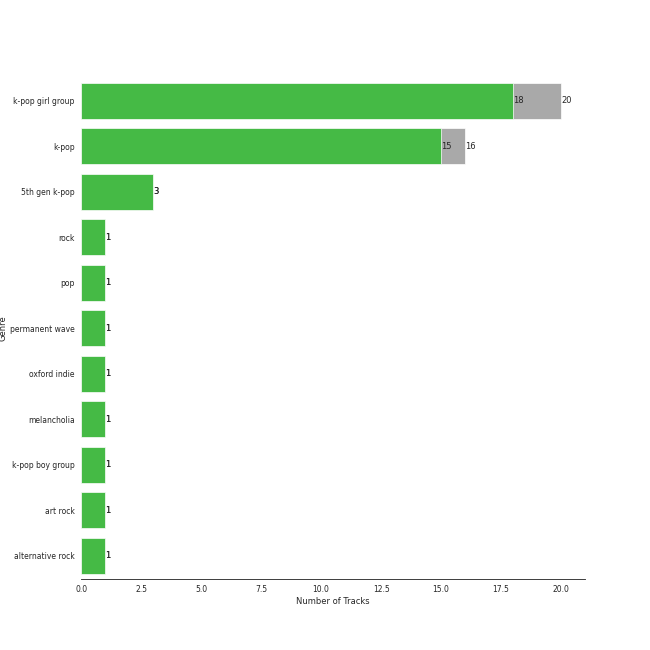 k-pop girl group 18 20
k-pop 15 16
5th gen k-pop 3
rock 1
pop 1
permanent wave 1
oxford indie 1
melancholia 1
k-pop boy group 1
art rock 1
alternative rock 1
Genre
0.0 2.5 5.0 7.5 10.0 12.5 15.0 17.5 20.0
Number of Tracks